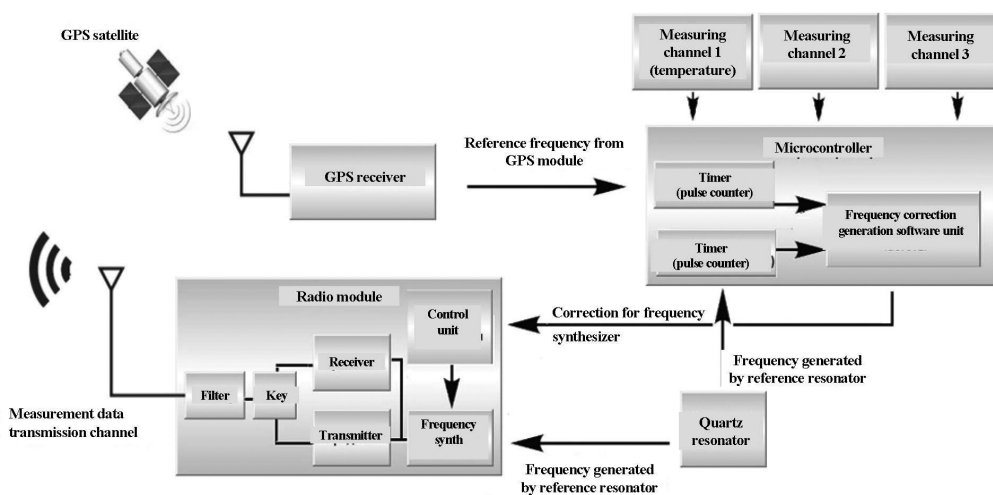 GPS satellite
Measuring
channel 1
(temperature)
Measuring
channel 2
Measuring
channel 3
Reference frequency from
GPS module
GPS receiver
Microcontroller
Timer
(pulse counter)
Frequency correction
generation software unit
Timer
(pulse counter)
Radio module
Control
unit
Correction for frequency
synthesizer
Receiver
Filter
Key
Transmitter
Frequency
synth
Frequency generated
by reference resonator
Measurement data
transmission channel
Quartz
resonator
Frequency generated
by reference resonator